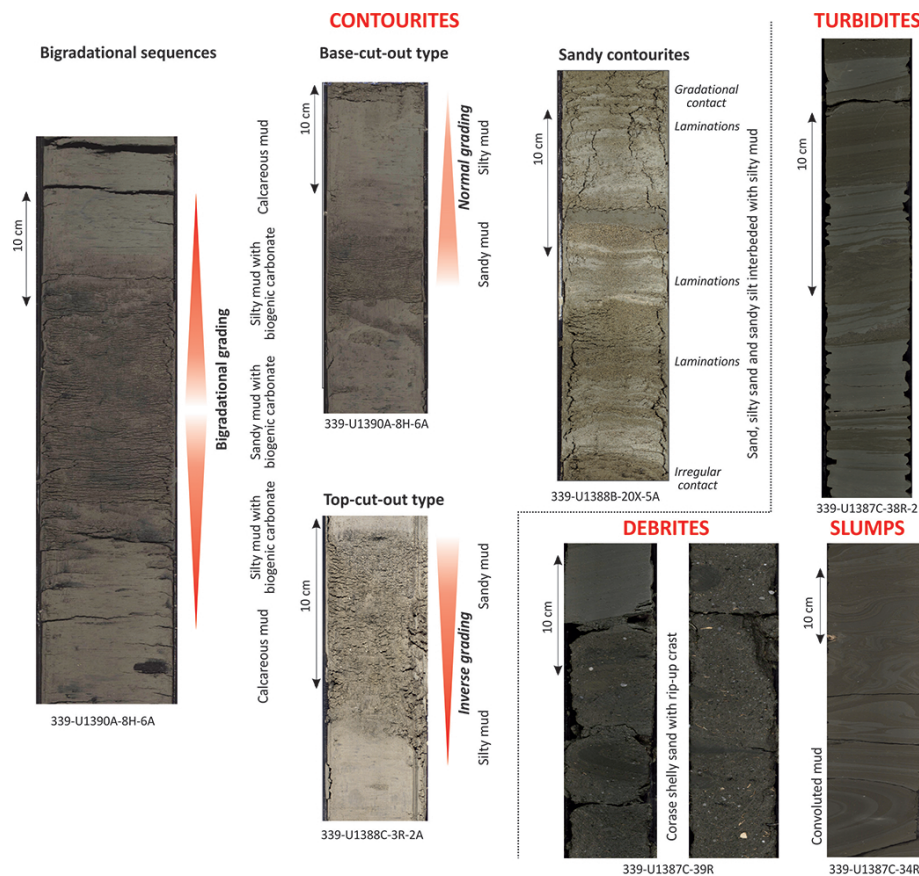 CONTOURITES
Bigradational sequences
10 cm
Bigradational grading
Calcareous mud
Silty mud with
biogenic carbonate
Sandy mud with
biogenic carbonate
Silty mud with
biogenic carbonate
Calcareous mud
339-U1390A-8H-6A
Base-cut-out type
10 cm
Normal grading
Silty mud
Sandy mud
339-U1390A-8H-6A
Top-cut-out type
10 cm
Inverse grading
Sandy mud
Silty mud
339-U1388C-3R-2A
Sandy contourites
10 cm
Gradational
contact
Laminations
Laminations
Laminations
Irregular
contact
Sand, silty sand and sandy silt interbeded with silty mud
339-U1388B-20X-5A
TURBIDITES
10 cm
339-U1387C-38R-2
DEBRITES
10 cm
Corase shelly sand with rip-up crast
339-U1387C-39R
SLUMPS
10 cm
Convoluted mud
339-U1387C-34R